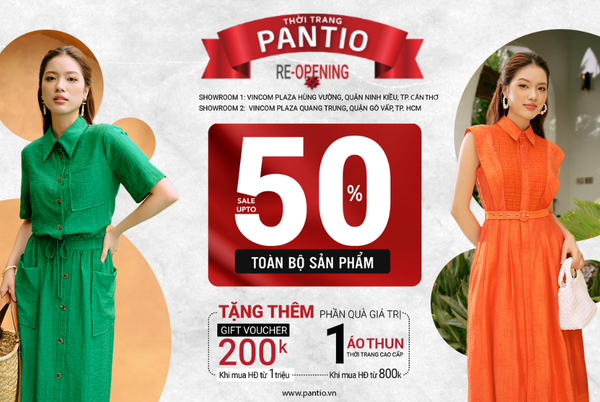 THỜI TRANG
PANTIO
RE-OPENING
SHOWROOM 1: VINCOM PLAZA HÙNG VƯƠNG, QUẬN NINH KIỀU, TP. CẦN THƠ
SHOWROOM 2: VINCOM PLAZA QUANG TRUNG, QUẬN GÒ VẤP, TP. HCM
SALE UPTO 50%
TOÀN BỘ SẢN PHẨM
TẶNG THÊM PHẦN QUÀ GIÁ TRỊ
GIFT VOUCHER
200k
Khi mua HĐ từ 1 triệu
1 ÁO THUN
THỜI TRANG CAO CẤP
Khi mua HĐ từ 800k
www.pantio.vn